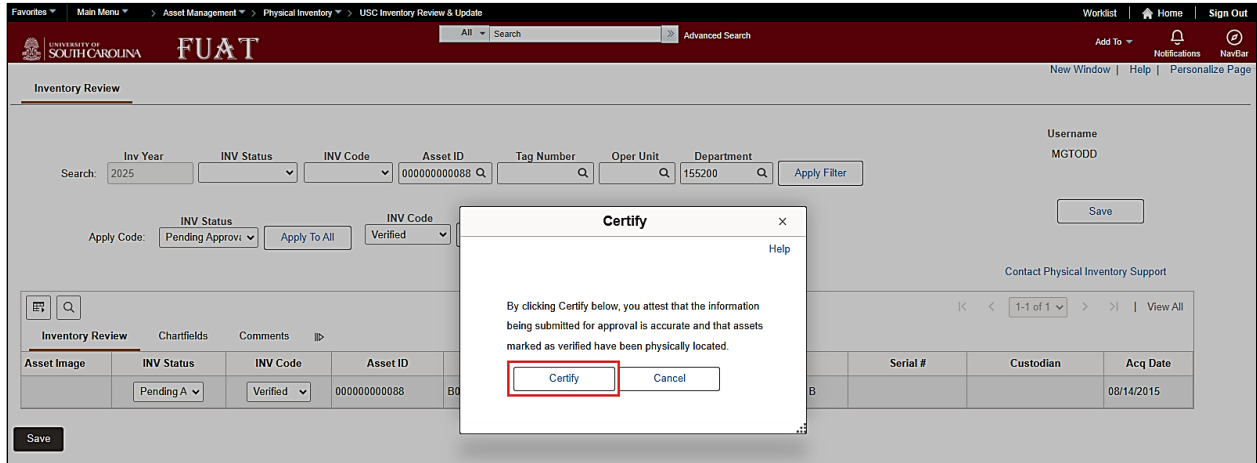 Favorites Main Menu > Asset Management > Physical Inventory > USC Inventory Review & Update Worklist Home Sign Out
UNIVERSITY OF
SOUTH CAROLINA FUAT All Search Advanced Search Add To Notifications NavBar
New Window | Help | Personalize Page
Inventory Review
Username
MGTODD
Inv Year INV Status INV Code Asset ID Tag Number Oper Unit Department
Search: 2025 000000000088 155200 Apply Filter
Save
INV Status INV Code
Apply Code: Pending Approv Apply To All Verified
Certify ×
Help
Contact Physical Inventory Support
By clicking Certify below, you attest that the information
being submitted for approval is accurate and that assets
marked as verified have been physically located.
Certify Cancel
1-1 of 1 | View All
Inventory Review Chartfields Comments
Asset Image INV Status INV Code Asset ID Serial # Custodian Acq Date
Pending A Verified 000000000088 B0 B 08/14/2015
Save